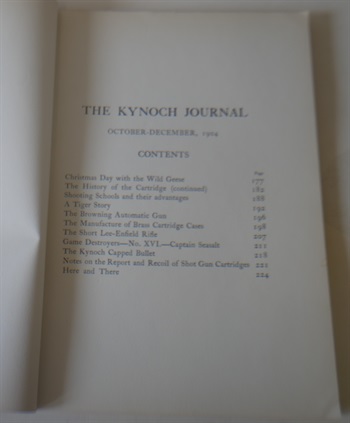 THE KYNOCH JOURNAL
OCTOBER-DECEMBER, 1904
CONTENTS
Page
Christmas Day with the Wild Geese 177
The History of the Cartridge (continued) 182
Shooting Schools and their advantages 188
A Tiger Story 192
The Browning Automatic Gun 196
The Manufacture of Brass Cartridge Cases 198
The Short Lee-Enfield Rifle 207
Game Destroyers—No. XVI.—Captain Seasalt 211
The Kynoch Capped Bullet 218
Notes on the Report and Recoil of Shot Gun Cartridges 221
Here and There 224